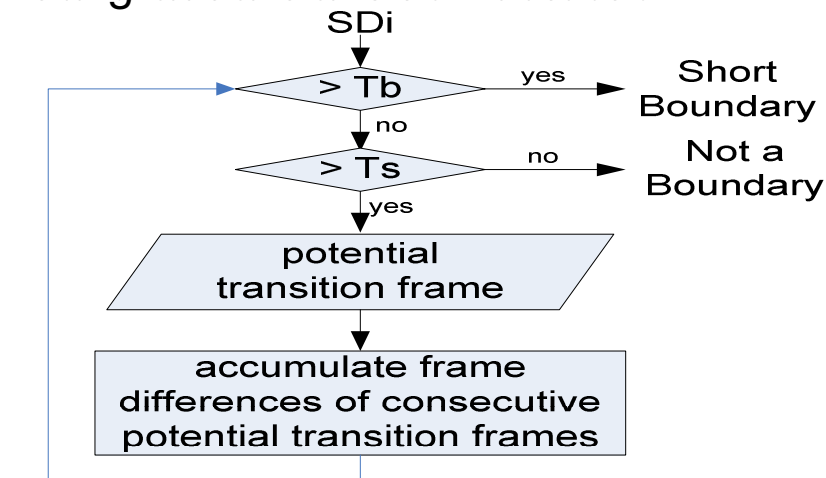 SDi
> Tb
yes
Short
Boundary
no
> Ts
no
Not a
Boundary
yes
potential
transition frame
accumulate frame
differences of consecutive
potential transition frames